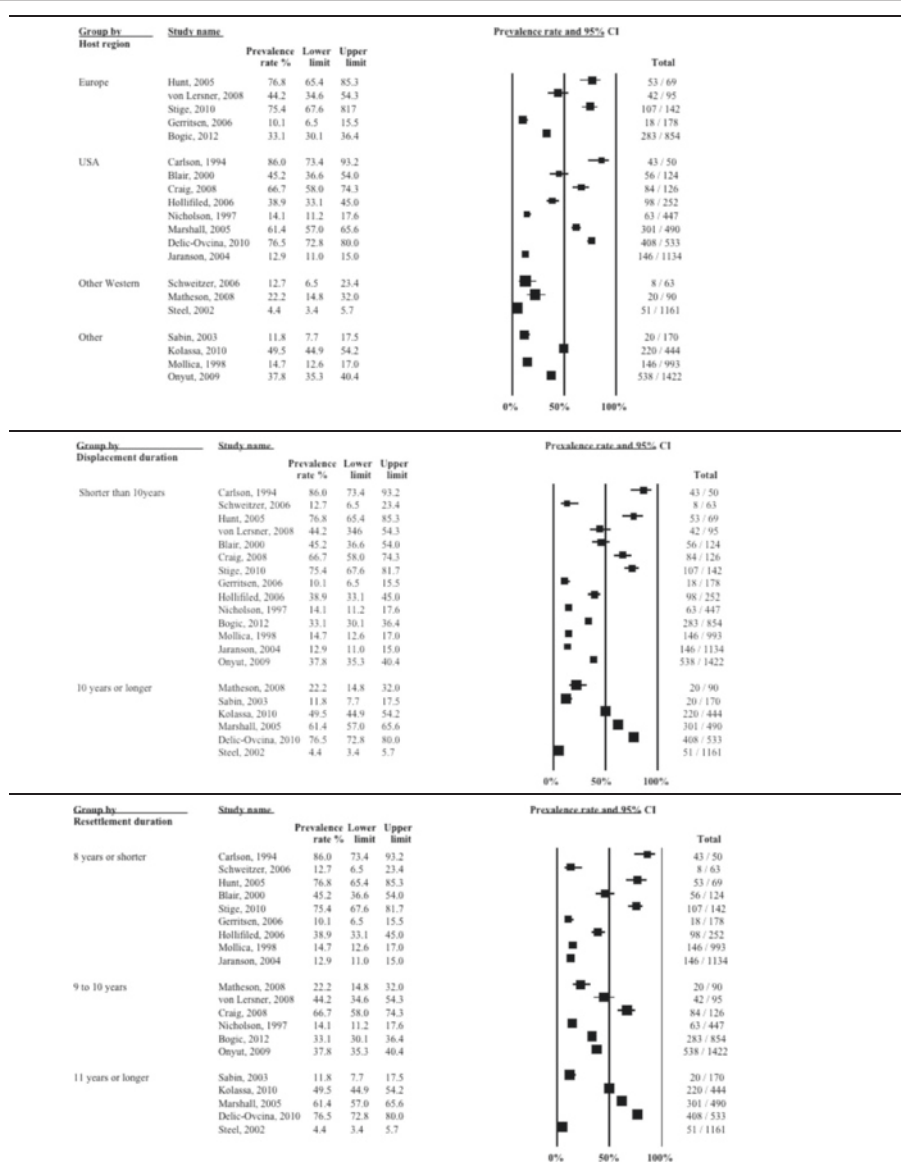 Group by Study name Prevalence rate and 95% CI
Host region
Prevalence Lower Upper
rate % limit limit Total
Europe Hunt, 2005 76.8 65.4 85.3 53 / 69
von Lersner, 2008 44.2 34.6 54.3 42 / 95
Stige, 2010 75.4 67.6 817 107 / 142
Gerritsen, 2006 10.1 6.5 15.5 18 / 178
Bogic, 2012 33.1 30.1 36.4 283 / 854
USA Carlson, 1994 86.0 73.4 93.2 43 / 50
Blair, 2000 45.2 36.6 54.0 56 / 124
Craig, 2008 66.7 58.0 74.3 84 / 126
Hollifiled, 2006 38.9 33.1 45.0 98 / 252
Nicholson, 1997 14.1 11.2 17.6 63 / 447
Marshall, 2005 61.4 57.0 65.6 301 / 490
Delic-Ovcina, 2010 76.5 72.8 80.0 408 / 533
Jaranson, 2004 12.9 11.0 15.0 146 / 1134
Other Western Schweitzer, 2006 12.7 6.5 23.4 8 / 63
Matheson, 2008 22.2 14.8 32.0 20 / 90
Steel, 2002 4.4 3.4 5.7 51 / 1161
Other Sabin, 2003 11.8 7.7 17.5 20 / 170
Kolassa, 2010 49.5 44.9 54.2 220 / 444
Mollica, 1998 14.7 12.6 17.0 146 / 993
Onyut, 2009 37.8 35.3 40.4 538 / 1422
0% 50% 100%
Group by Study name Prevalence rate and 95% CI
Displacement duration
Prevalence Lower Upper
rate % limit limit Total
Shorter than 10years Carlson, 1994 86.0 73.4 93.2 43 / 50
Schweitzer, 2006 12.7 6.5 23.4 8 / 63
Hunt, 2005 76.8 65.4 85.3 53 / 69
von Lersner, 2008 44.2 346 54.3 42 / 95
Blair, 2000 45.2 36.6 54.0 56 / 124
Craig, 2008 66.7 58.0 74.3 84 / 126
Stige, 2010 75.4 67.6 81.7 107 / 142
Gerritsen, 2006 10.1 6.5 15.5 18 / 178
Hollifiled, 2006 38.9 33.1 45.0 98 / 252
Nicholson, 1997 14.1 11.2 17.6 63 / 447
Bogic, 2012 33.1 30.1 36.4 283 / 854
Mollica, 1998 14.7 12.6 17.0 146 / 993
Jaranson, 2004 12.9 11.0 15.0 146 / 1134
Onyut, 2009 37.8 35.3 40.4 538 / 1422
10 years or longer Matheson, 2008 22.2 14.8 32.0 20 / 90
Sabin, 2003 11.8 7.7 17.5 20 / 170
Kolassa, 2010 49.5 44.9 54.2 220 / 444
Marshall, 2005 61.4 57.0 65.6 301 / 490
Delic-Ovcina, 2010 76.5 72.8 80.0 408 / 533
Steel, 2002 4.4 3.4 5.7 51 / 1161
0% 50% 100%
Group by Study name Prevalence rate and 95% CI
Resettlement duration
Prevalence Lower Upper
rate % limit limit Total
8 years or shorter Carlson, 1994 86.0 73.4 93.2 43 / 50
Schweitzer, 2006 12.7 6.5 23.4 8 / 63
Hunt, 2005 76.8 65.4 85.3 53 / 69
Blair, 2000 45.2 36.6 54.0 56 / 124
Stige, 2010 75.4 67.6 81.7 107 / 142
Gerritsen, 2006 10.1 6.5 15.5 18 / 178
Hollifiled, 2006 38.9 33.1 45.0 98 / 252
Mollica, 1998 14.7 12.6 17.0 146 / 993
Jaranson, 2004 12.9 11.0 15.0 146 / 1134
9 to 10 years Matheson, 2008 22.2 14.8 32.0 20 / 90
von Lersner, 2008 44.2 34.6 54.3 42 / 95
Craig, 2008 66.7 58.0 74.3 84 / 126
Nicholson, 1997 14.1 11.2 17.6 63 / 447
Bogic, 2012 33.1 30.1 36.4 283 / 854
Onyut, 2009 37.8 35.3 40.4 538 / 1422
11 years or longer Sabin, 2003 11.8 7.7 17.5 20 / 170
Kolassa, 2010 49.5 44.9 54.2 220 / 444
Marshall, 2005 61.4 57.0 65.6 301 / 490
Delic-Ovcina, 2010 76.5 72.8 80.0 408 / 533
Steel, 2002 4.4 3.4 5.7 51 / 1161
0% 50% 100%